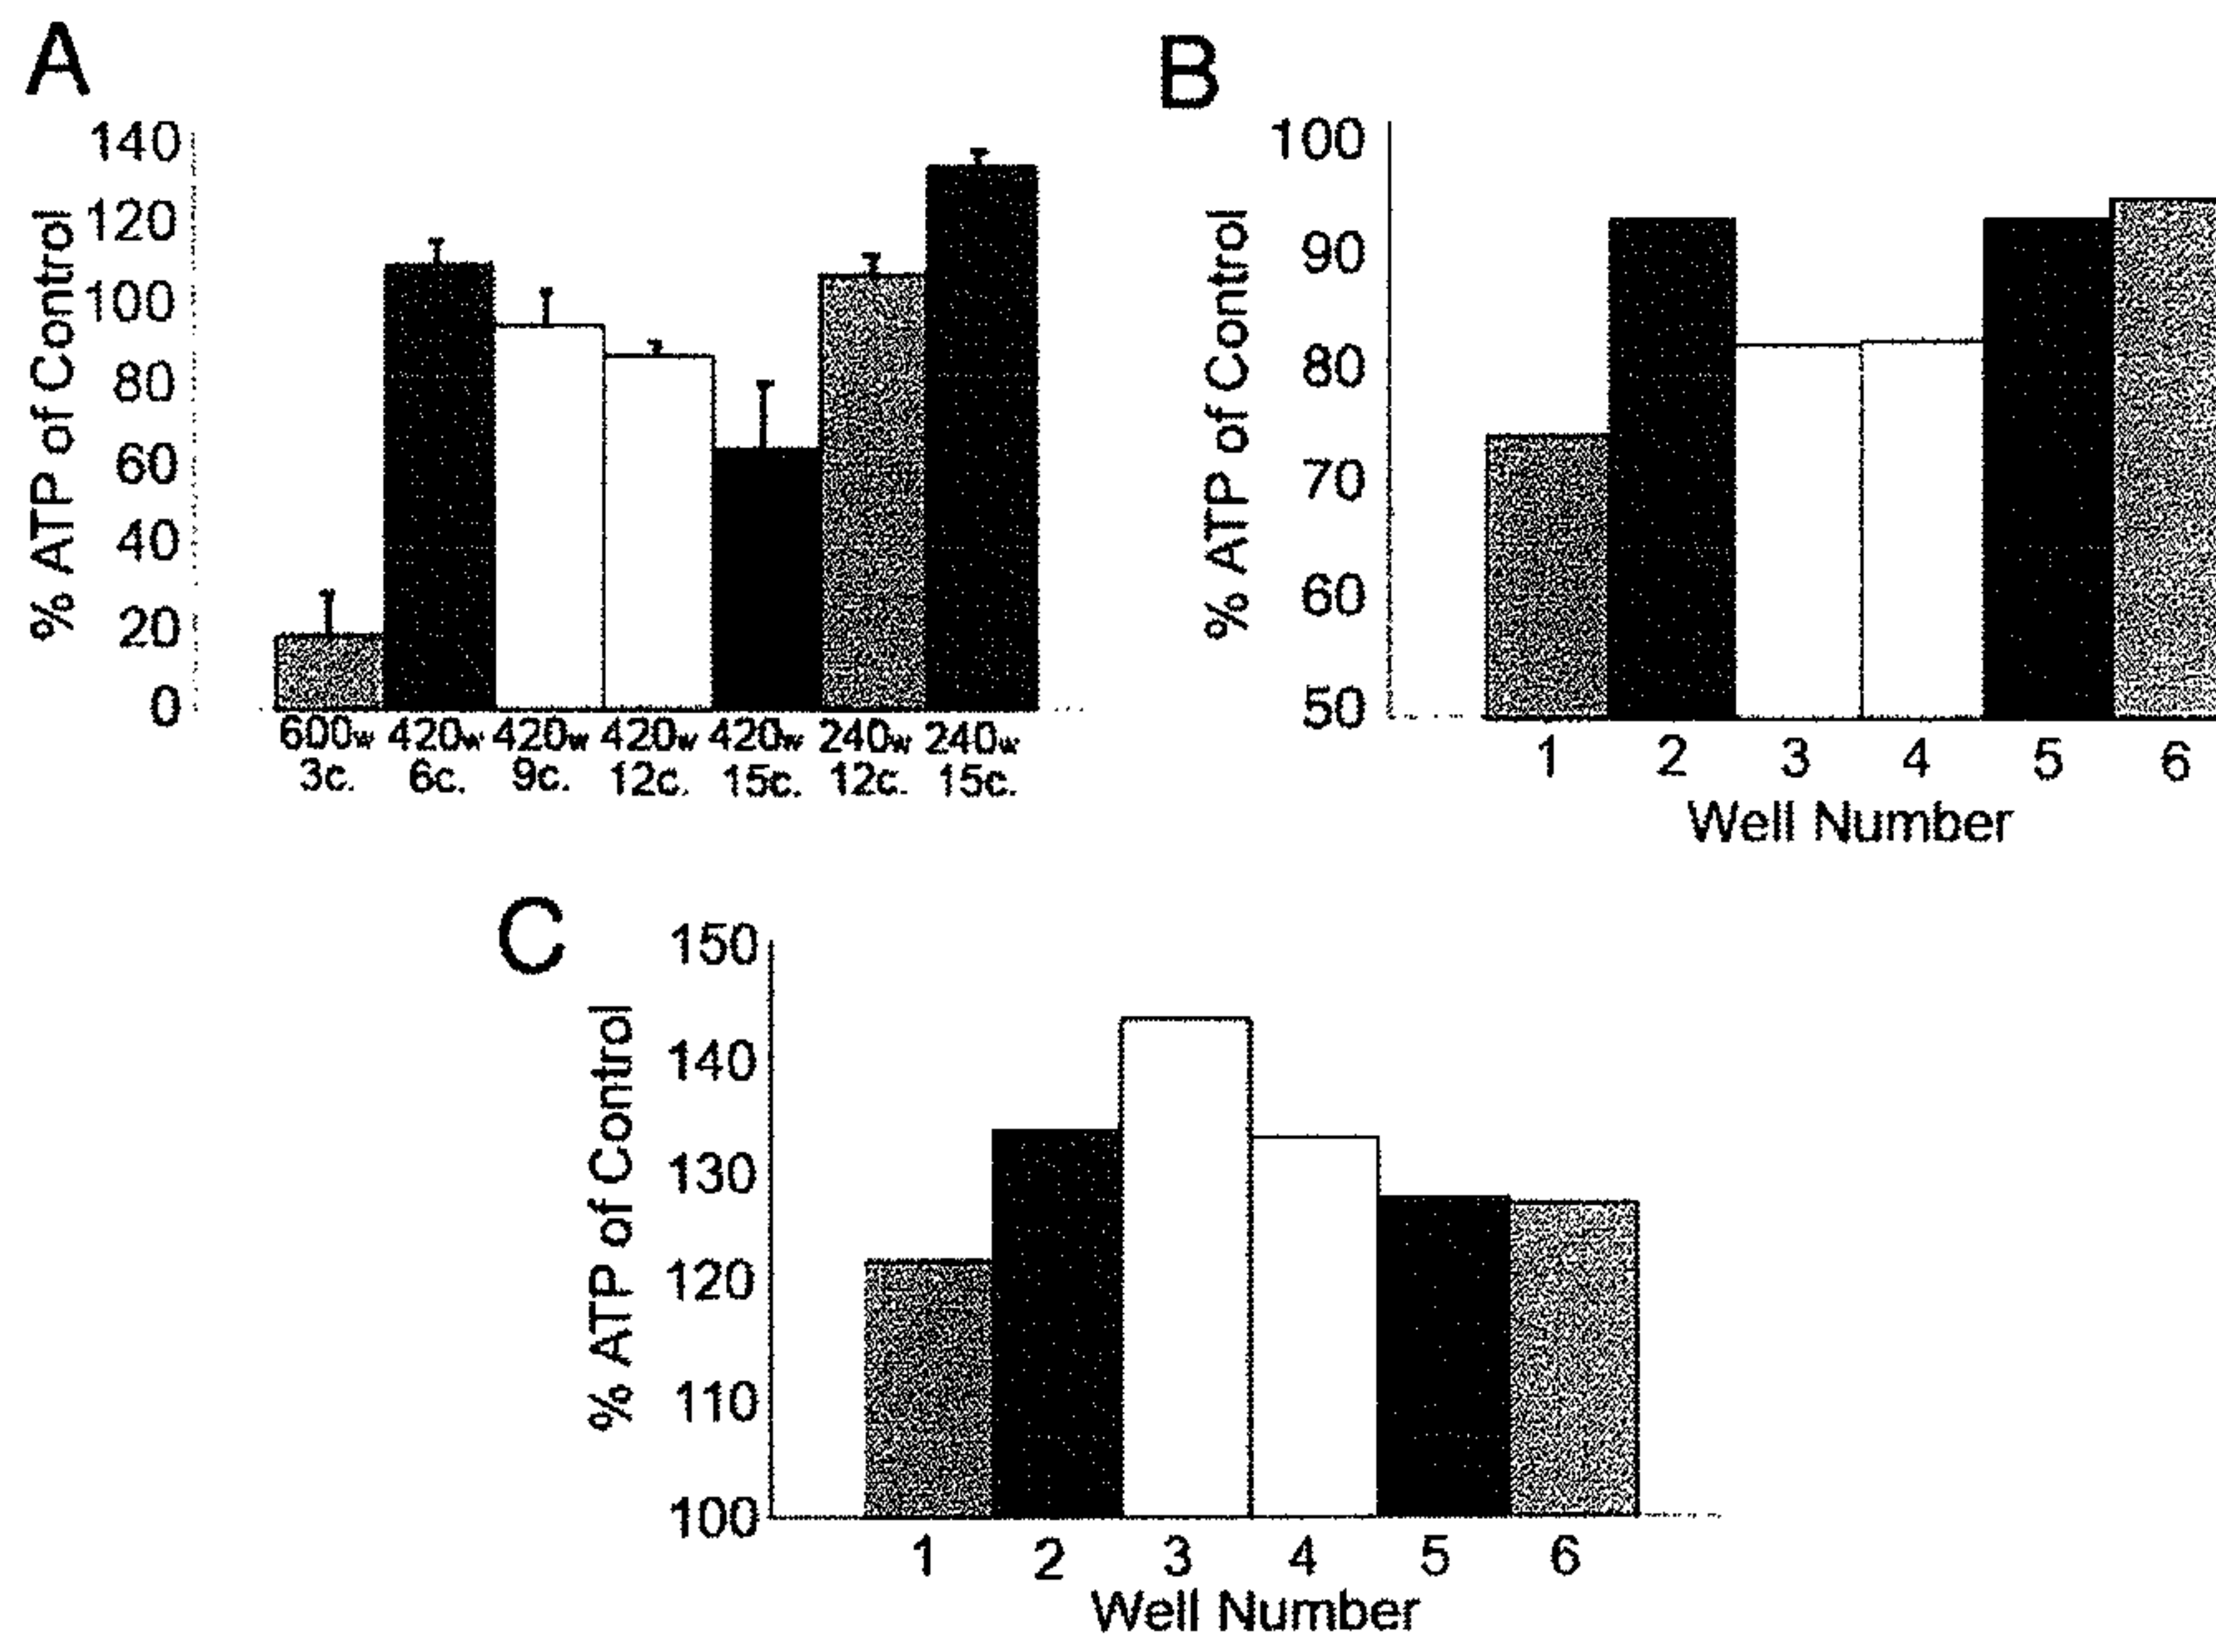 A
% ATP of Control
140
120
100
80
60
40
20
0
600w 420w 420w 420w 420w 240w 240w
3c. 6c. 9c. 12c. 15c. 12c. 15c.
B
% ATP of Control
100
90
80
70
60
50
1 2 3 4 5 6
Well Number
C
% ATP of Control
150
140
130
120
110
100
1 2 3 4 5 6
Well Number